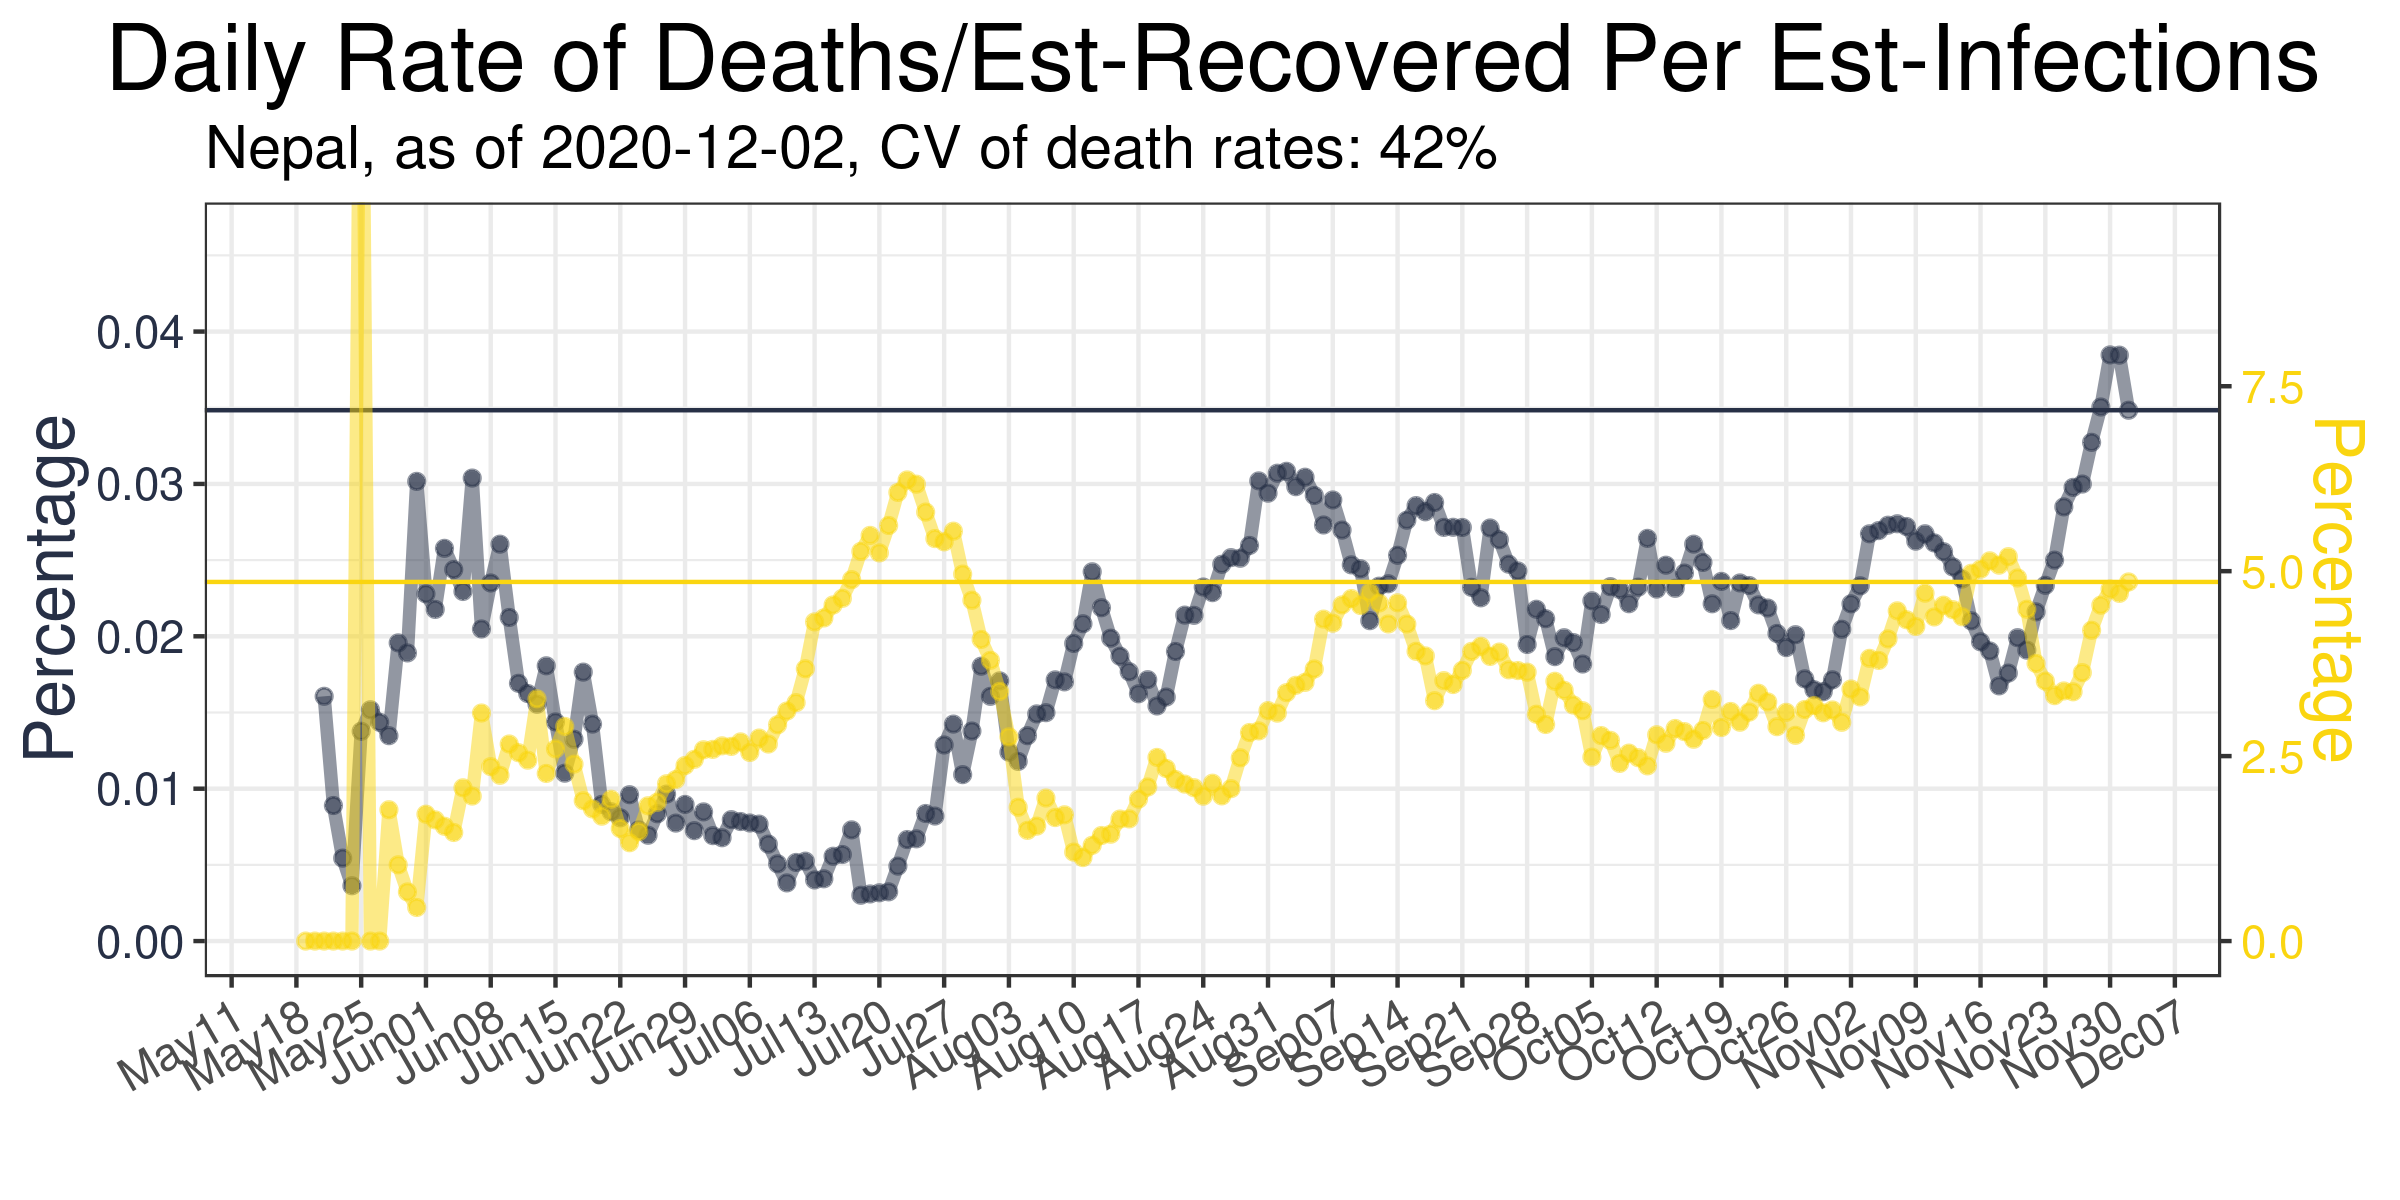 Daily Rate of Deaths/Est-Recovered Per Est-Infections
Nepal, as of 2020-12-02, CV of death rates: 42%
Percentage
0.04
0.03
0.02
0.01
0.00
7.5
5.0
2.5
0.0
Percentage
May11 May18 May25 Jun01 Jun08 Jun15 Jun22 Jun29 Jul06 Jul13 Jul20 Jul27 Aug03 Aug10 Aug17 Aug24 Aug31 Sep07 Sep14 Sep21 Sep28 Oct05 Oct12 Oct19 Oct26 Nov02 Nov09 Nov16 Nov23 Nov30 Dec07